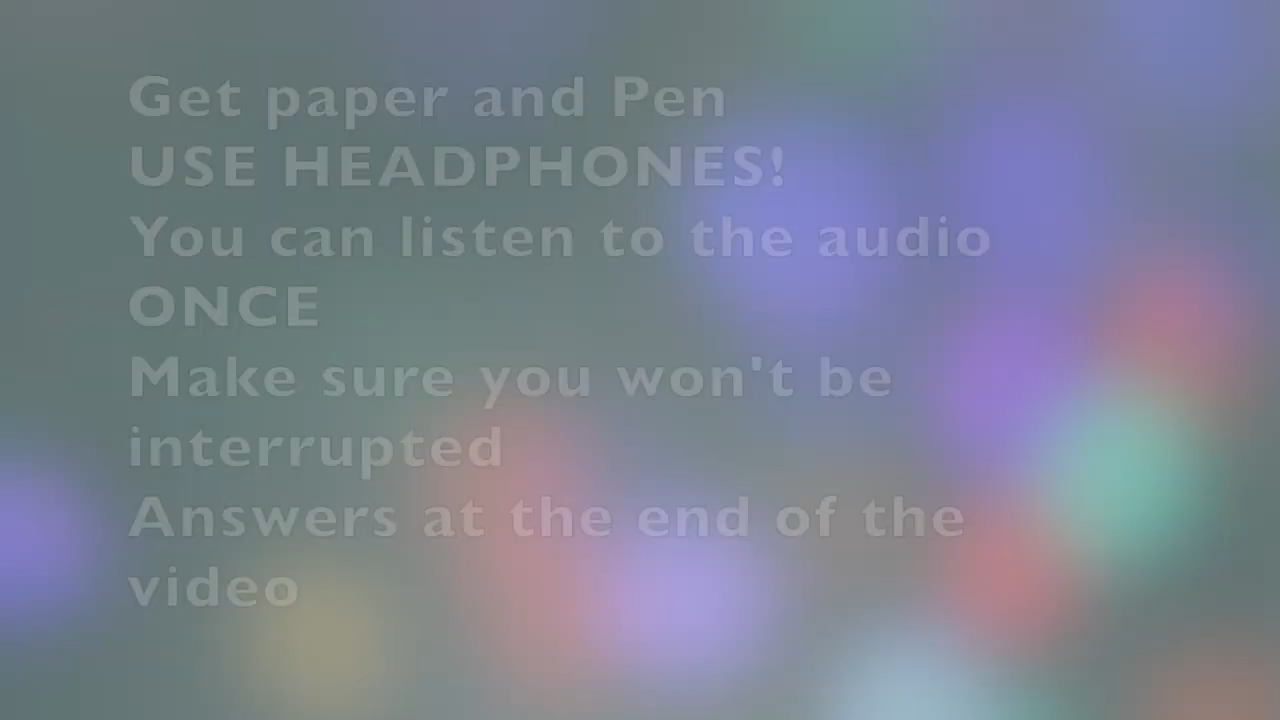 Get paper and Pen
USE HEADPHONES!
You can listen to the audio
ONCE
Make sure you won't be
interrupted
Answers at the end of the
video